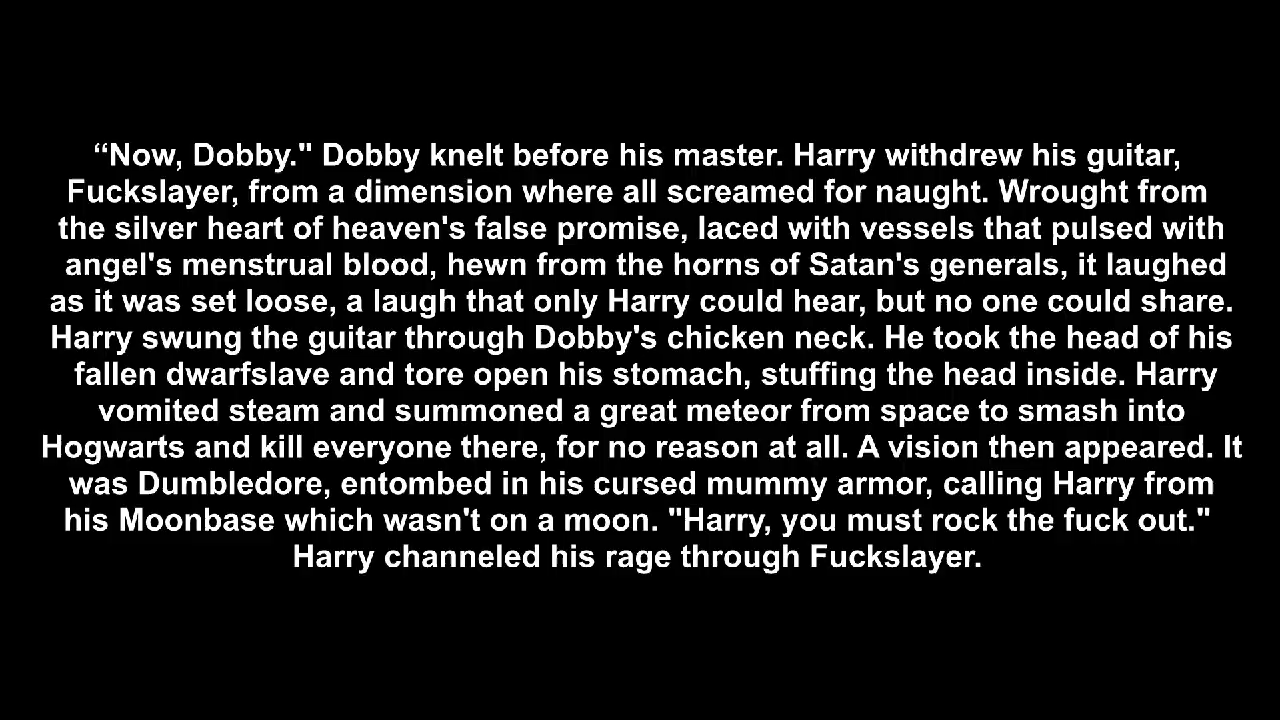 “Now, Dobby." Dobby knelt before his master. Harry withdrew his guitar,
Fuckslayer, from a dimension where all screamed for naught. Wrought from
the silver heart of heaven's false promise, laced with vessels that pulsed with
angel's menstrual blood, hewn from the horns of Satan's generals, it laughed
as it was set loose, a laugh that only Harry could hear, but no one could share.
Harry swung the guitar through Dobby's chicken neck. He took the head of his
fallen dwarfslave and tore open his stomach, stuffing the head inside. Harry
vomited steam and summoned a great meteor from space to smash into
Hogwarts and kill everyone there, for no reason at all. A vision then appeared. It
was Dumbledore, entombed in his cursed mummy armor, calling Harry from
his Moonbase which wasn't on a moon. "Harry, you must rock the fuck out."
Harry channeled his rage through Fuckslayer.